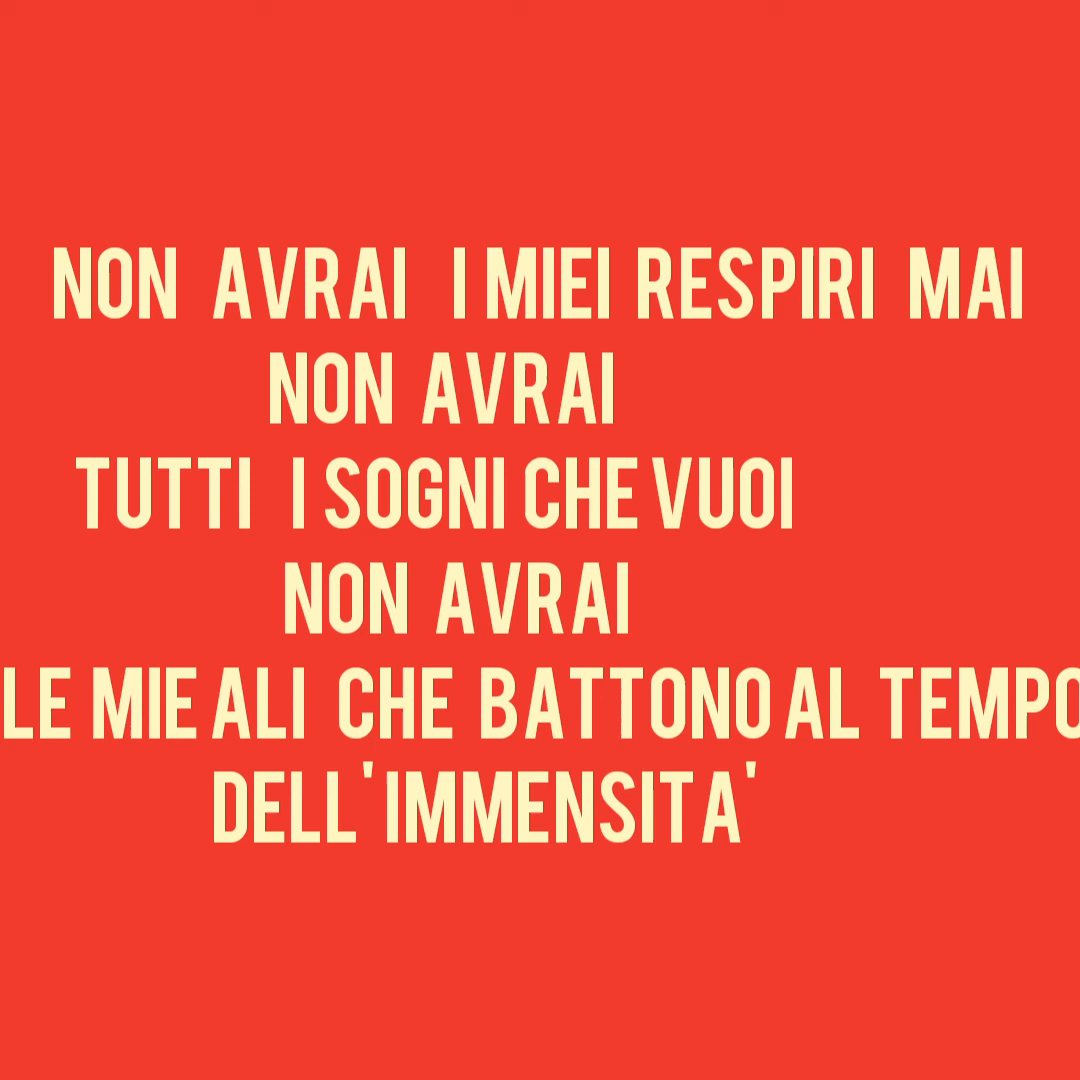 NON AVRAI I MIEI RESPIRI MAI
NON AVRAI
TUTTI I SOGNI CHE VUOI
NON AVRAI
LE MIE ALI CHE BATTONO AL TEMPO
DELL'IMMENSITA'